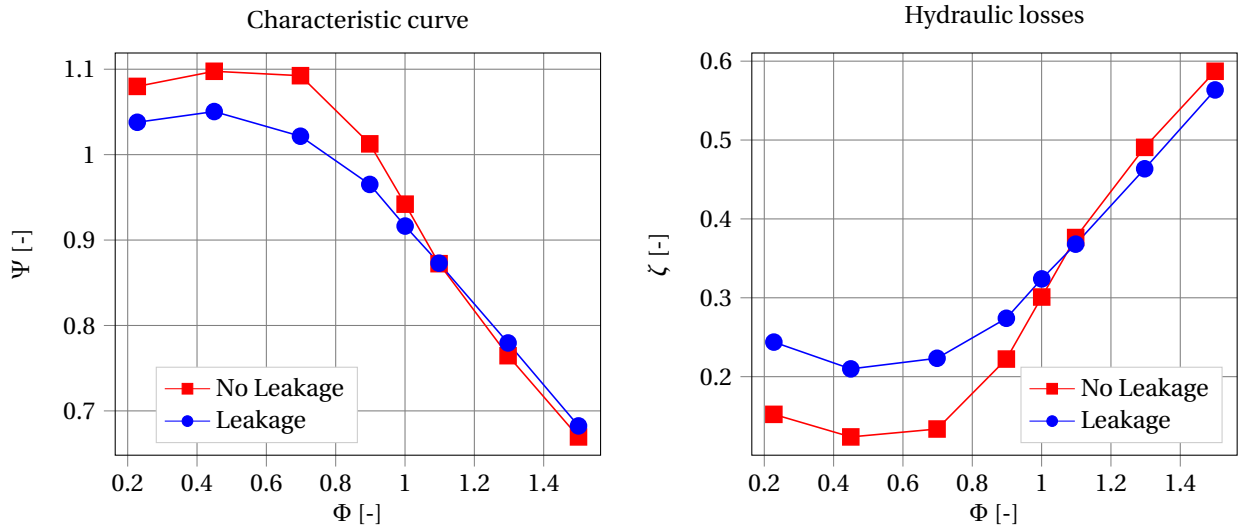 Characteristic curve
1.1
1
0.9
0.8
0.7
Ψ [-]
No Leakage
Leakage
0.2 0.4 0.6 0.8 1 1.2 1.4
Φ [-]
Hydraulic losses
0.6
0.5
0.4
0.3
0.2
ζ [-]
No Leakage
Leakage
0.2 0.4 0.6 0.8 1 1.2 1.4
Φ [-]